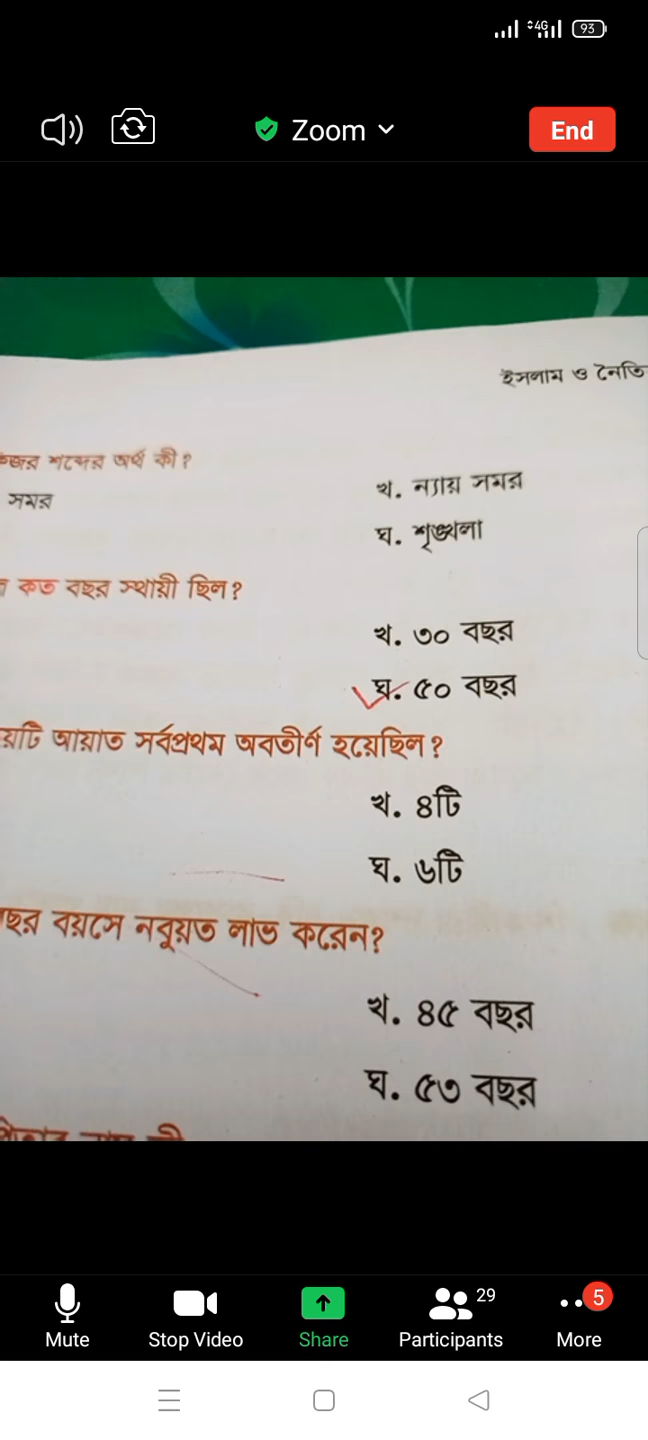 4G 93
Zoom
End
ইসলাম ও নৈতি
শব্দের অর্থ কী?
সমর
খ. ন্যায় সমর
ঘ. শৃঙ্খলা
কত বছর স্থায়ী ছিল?
খ. ৩০ বছর
ঘ. ৫০ বছর
য়টি আয়াত সর্বপ্রথম অবতীর্ণ হয়েছিল?
খ. ৪টি
ঘ. ৬টি
ছর বয়সে নবুয়ত লাভ করেন?
খ. ৪৫ বছর
ঘ. ৫৩ বছর
Mute
Stop Video
Share
29
Participants
5
More